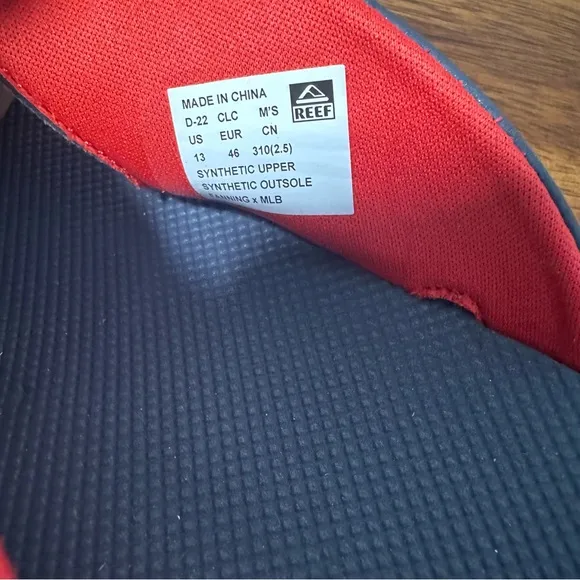 MADE IN CHINA
D-22 CLC M'S
REEF
US EUR CN
13 46 310(2.5)
SYNTHETIC UPPER
SYNTHETIC OUTSOLE
FANNING x MLB